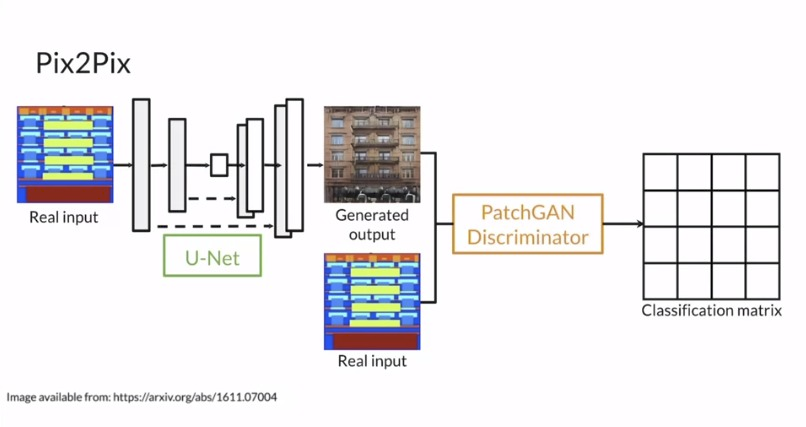 Pix2Pix
Real input
U-Net
Generated
output
Real input
PatchGAN
Discriminator
Classification matrix
Image available from: https://arxiv.org/abs/1611.07004